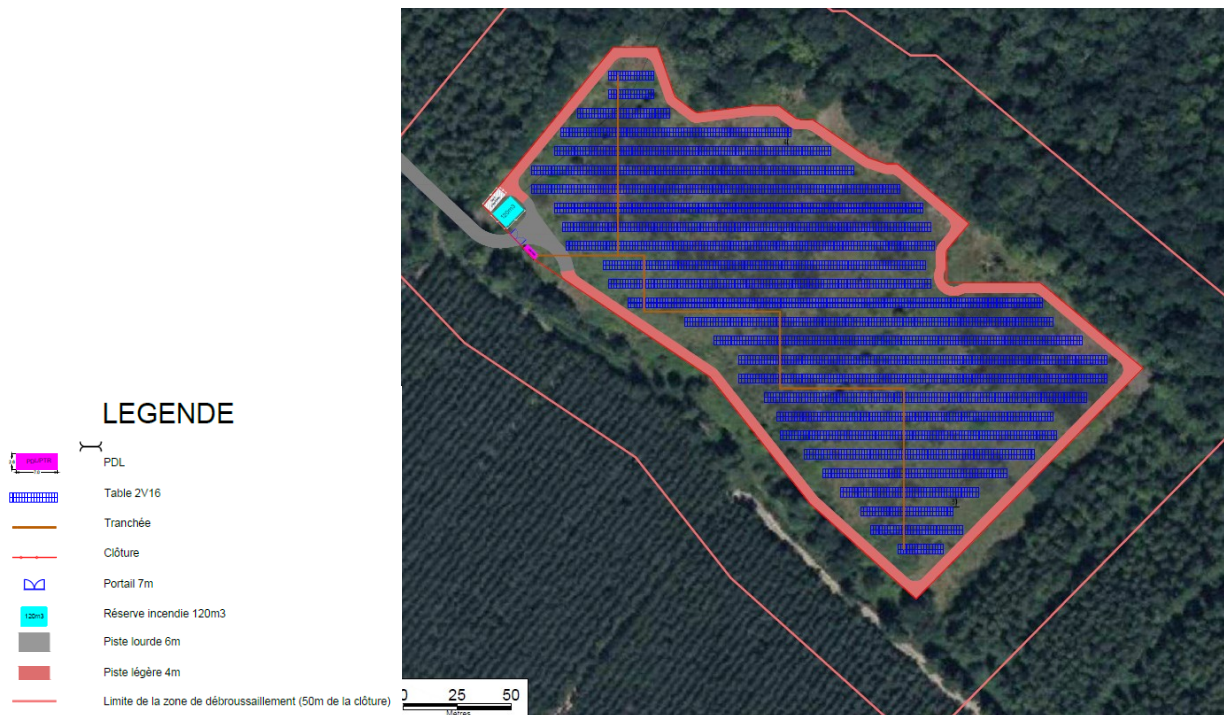 LEGENDE
PDL
Table 2V16
Tranchée
Clôture
Portail 7m
120m3
Réserve incendie 120m3
Piste lourde 6m
Piste légère 4m
Limite de la zone de débroussaillement (50m de la clôture)
120m3
0 25 50
Mètres